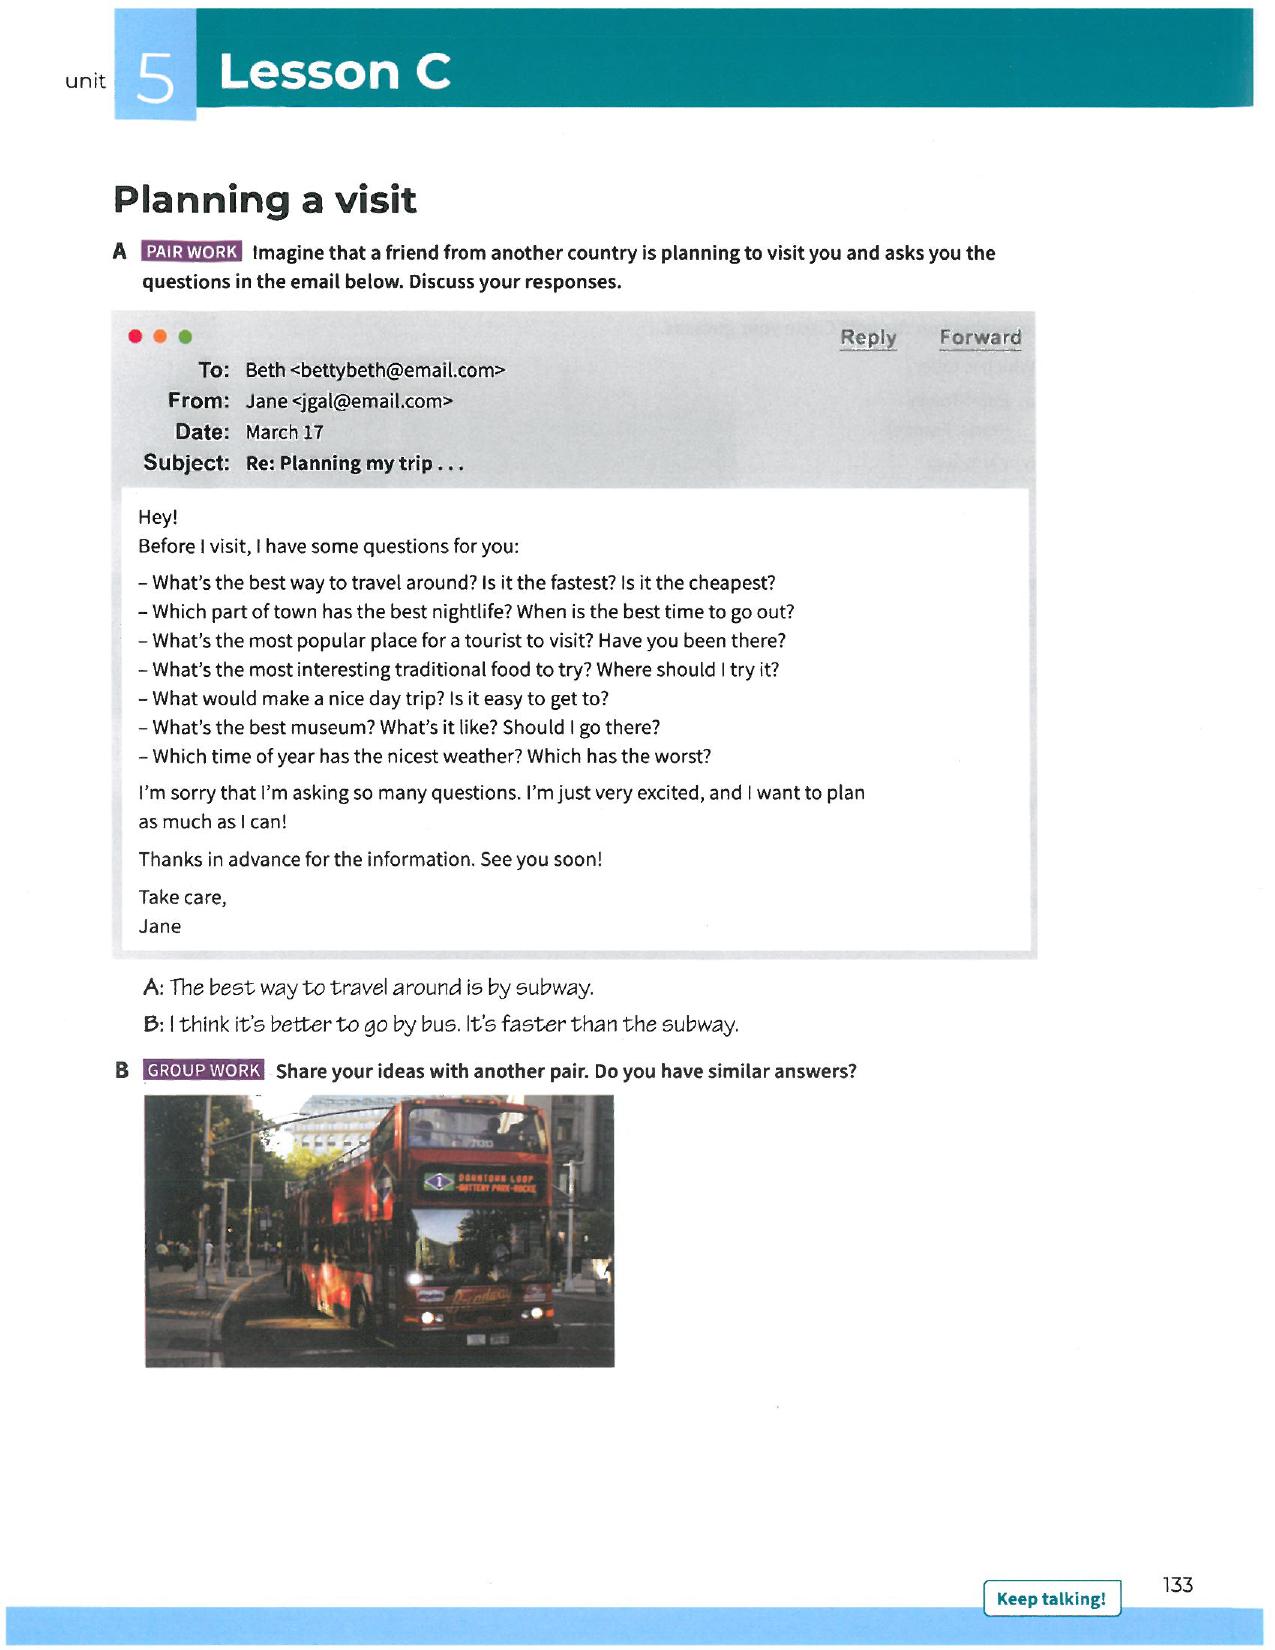 unit 5 Lesson C
Planning a visit
A PAIR WORK Imagine that a friend from another country is planning to visit you and asks you the
questions in the email below. Discuss your responses.
Reply Forward
To: Beth <bettybeth@email.com>
From: Jane <jgal@email.com>
Date: March 17
Subject: Re: Planning my trip . . .
Hey!
Before I visit, I have some questions for you:
– What's the best way to travel around? Is it the fastest? Is it the cheapest?
– Which part of town has the best nightlife? When is the best time to go out?
– What's the most popular place for a tourist to visit? Have you been there?
– What's the most interesting traditional food to try? Where should I try it?
– What would make a nice day trip? Is it easy to get to?
– What's the best museum? What's it like? Should I go there?
– Which time of year has the nicest weather? Which has the worst?
I'm sorry that I'm asking so many questions. I'm just very excited, and I want to plan
as much as I can!
Thanks in advance for the information. See you soon!
Take care,
Jane
A: The best way to travel around is by subway.
B: I think it's better to go by bus. It's faster than the subway.
B GROUP WORK Share your ideas with another pair. Do you have similar answers?
1 DOWNTOWN LOOP
BATTERY PARK
Keep talking!
133